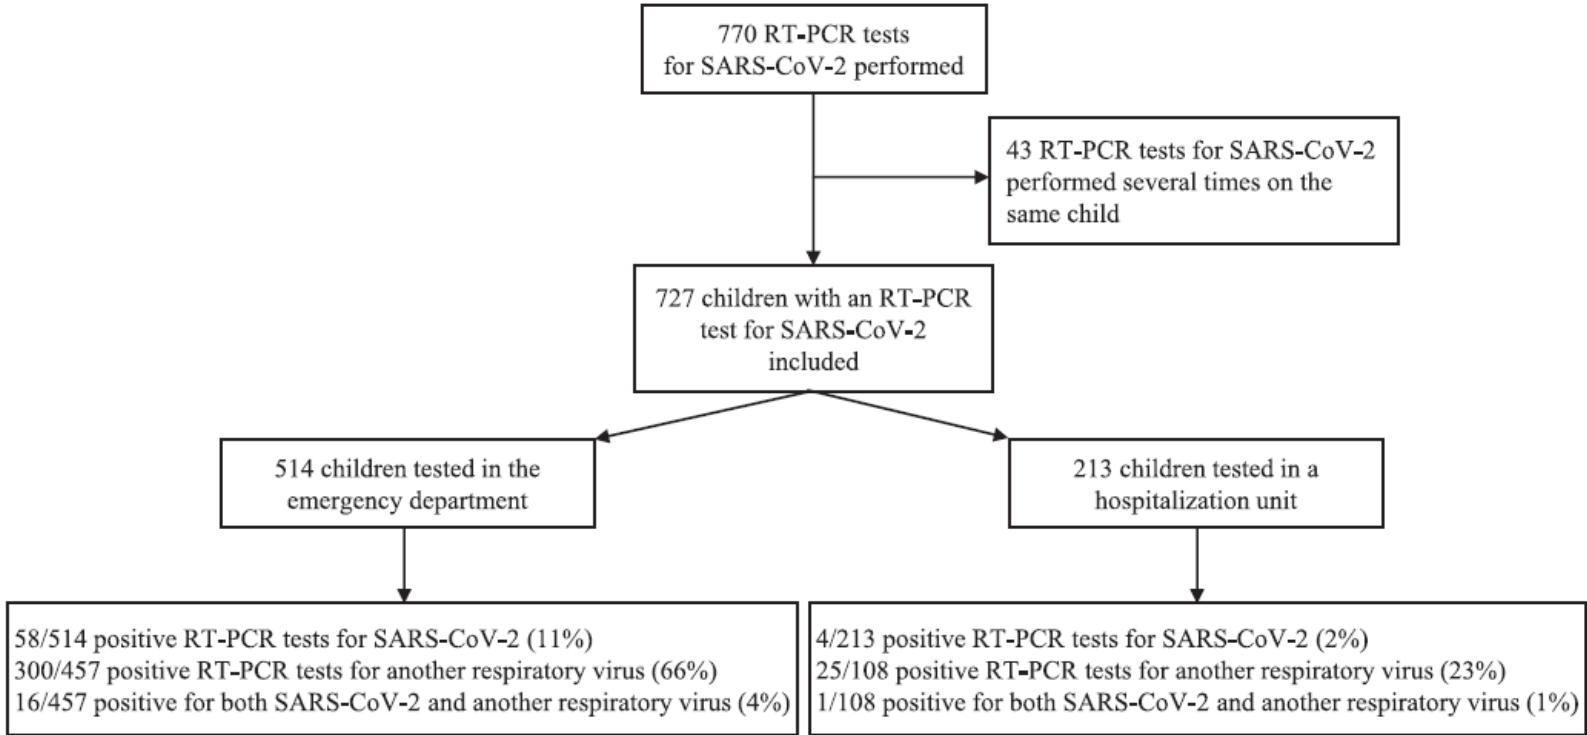 770 RT-PCR tests
for SARS-CoV-2 performed
43 RT-PCR tests for SARS-CoV-2
performed several times on the
same child
727 children with an RT-PCR
test for SARS-CoV-2
included
514 children tested in the
emergency department
213 children tested in a
hospitalization unit
58/514 positive RT-PCR tests for SARS-CoV-2 (11%)
300/457 positive RT-PCR tests for another respiratory virus (66%)
16/457 positive for both SARS-CoV-2 and another respiratory virus (4%)
4/213 positive RT-PCR tests for SARS-CoV-2 (2%)
25/108 positive RT-PCR tests for another respiratory virus (23%)
1/108 positive for both SARS-CoV-2 and another respiratory virus (1%)